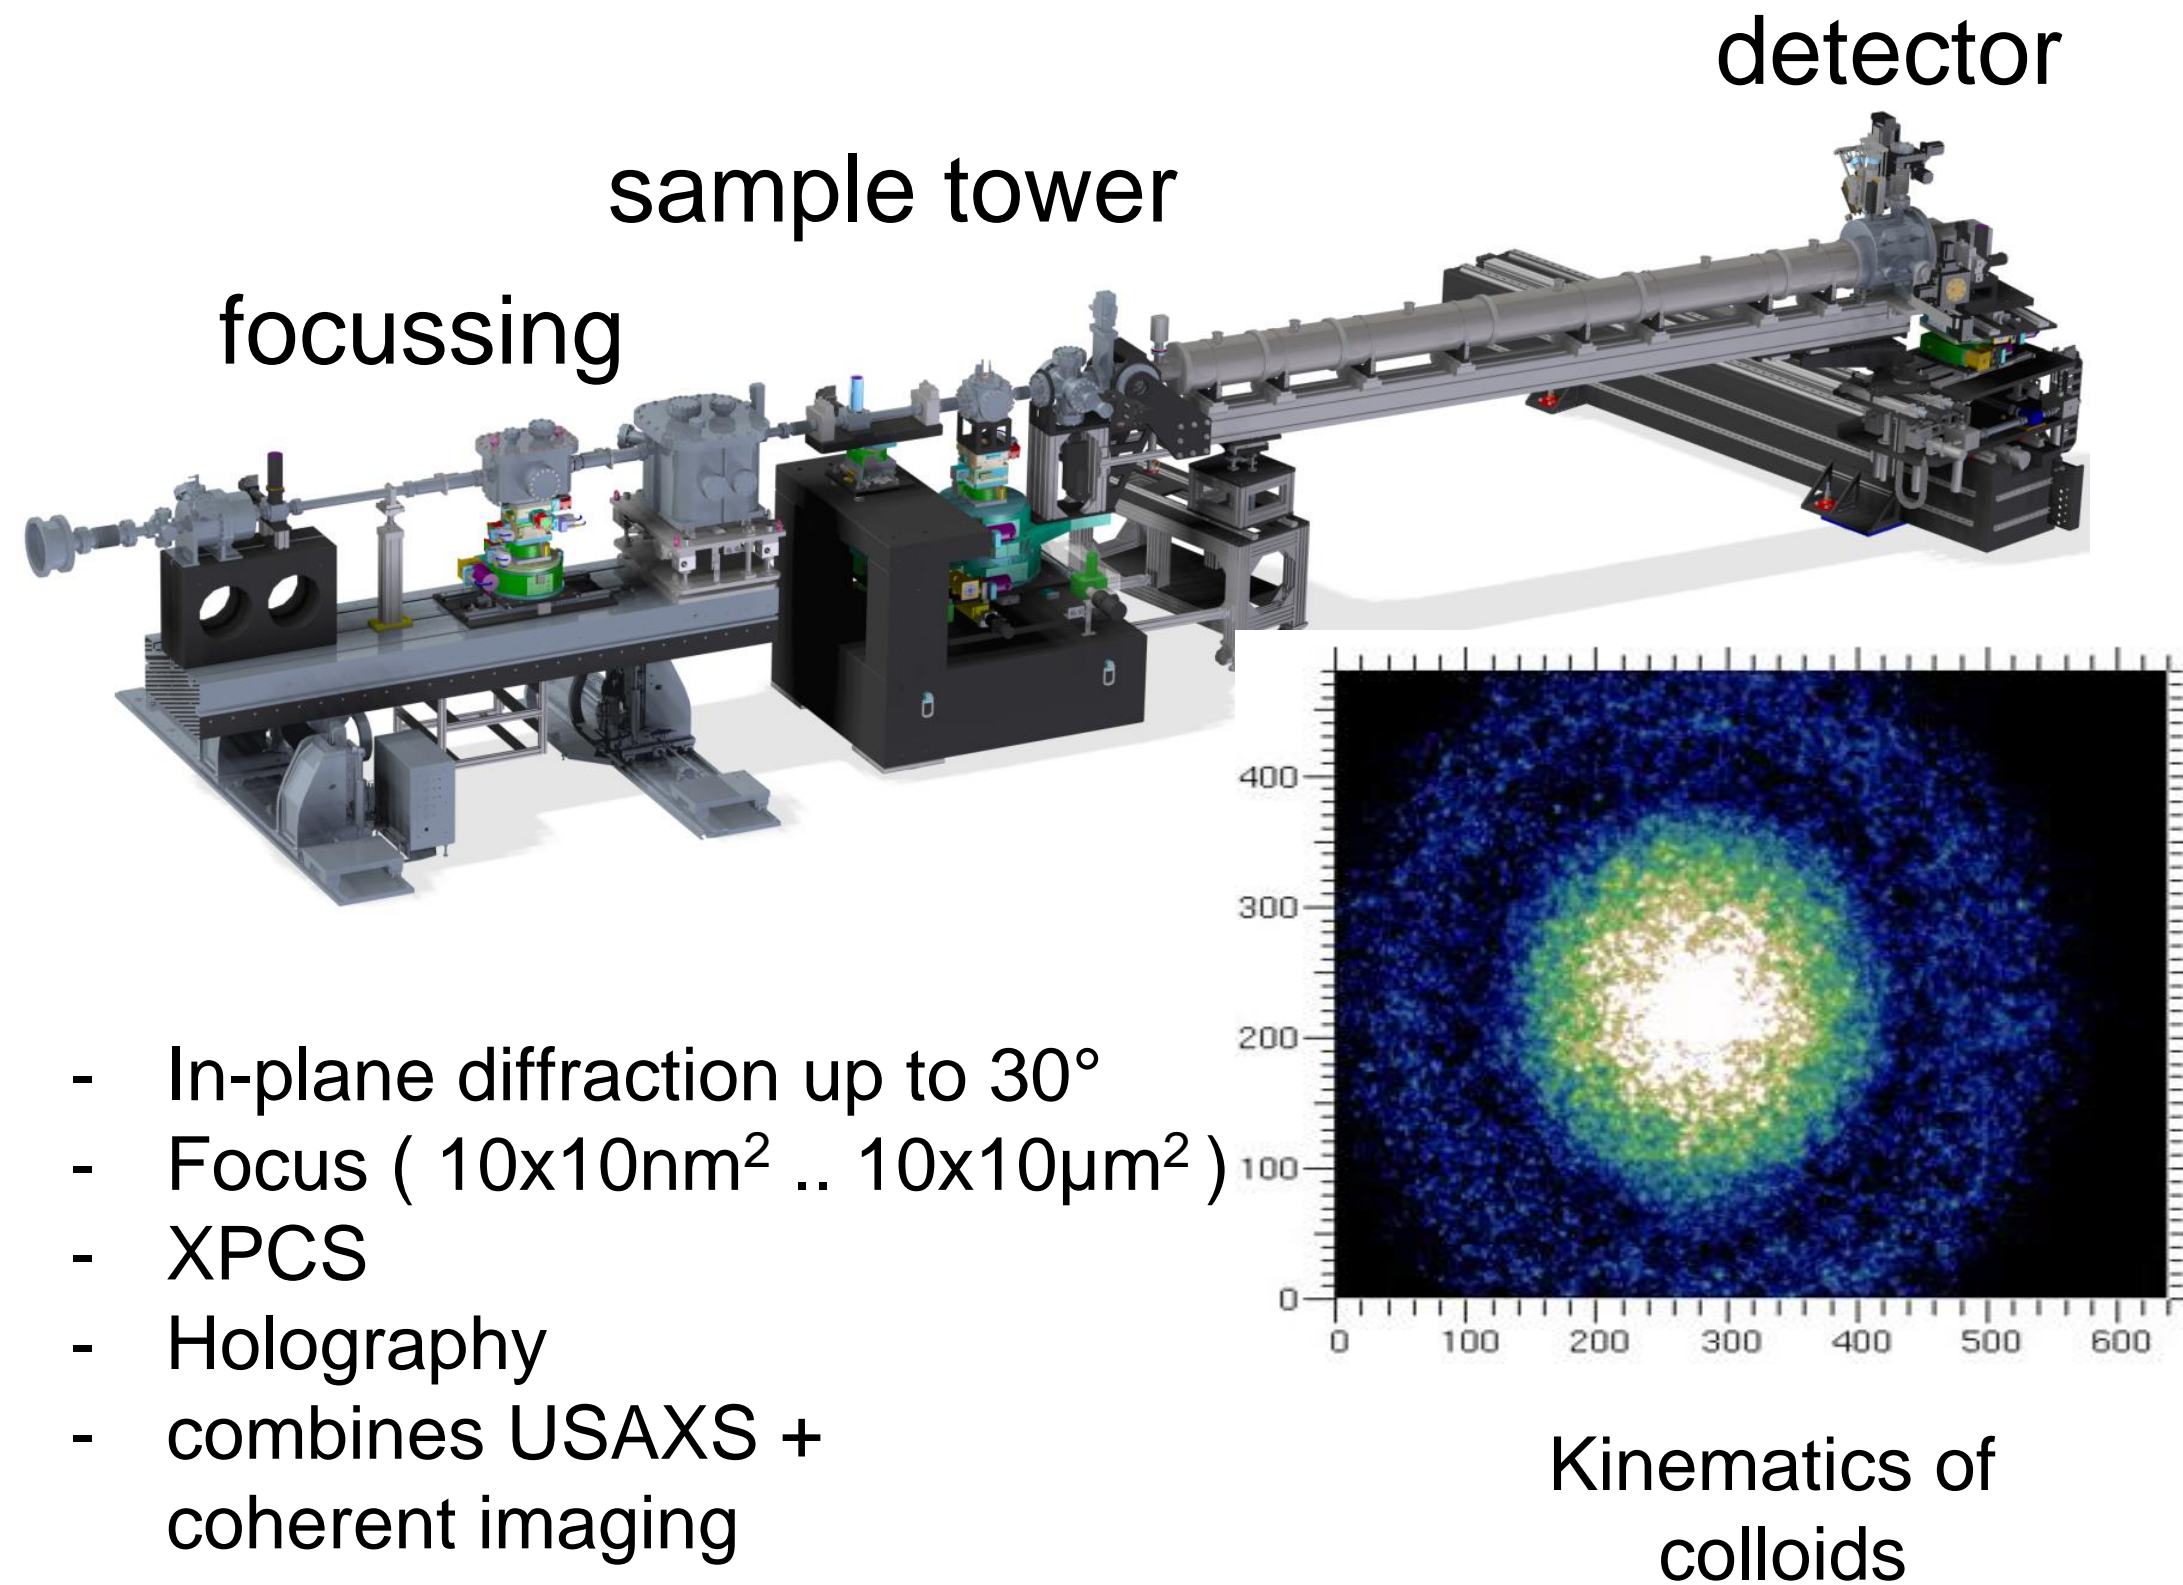 detector
sample tower
focussing
- In-plane diffraction up to 30°
- Focus ( 10x10nm² .. 10x10µm² )
- XPCS
- Holography
- combines USAXS +
coherent imaging
400
300
200
100
0
0 100 200 300 400 500 600
Kinematics of
colloids